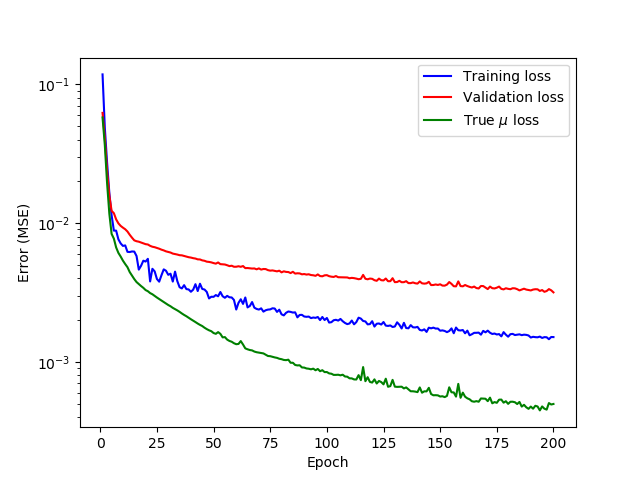 Training loss
Validation loss
True μ loss
Error (MSE)
10⁻¹
10⁻²
10⁻³
0 25 50 75 100 125 150 175 200
Epoch